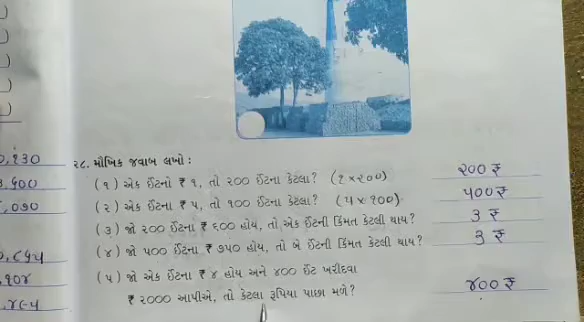 ૦,૨૩૦
૨૮. મૌખિક જવાબ લખો :
(૧) એક ઈંટનો ₹ ૧, તો ૨૦૦ ઈંટના કેટલા? (૧×૨૦૦) ૨૦૦ ₹
(૨) એક ઈંટના ₹ ૫, તો ૧૦૦ ઈંટના કેટલા? (૫ × ૧૦૦) ૫૦૦ ₹
(૩) જો ૨૦૦ ઈંટના ₹ ૬૦૦ હોય, તો એક ઈંટની કિંમત કેટલી થાય? ૩ ₹
(૪) જો ૫૦૦ ઈંટના ₹ ૭૫૦ હોય, તો બે ઈંટની કિંમત કેટલી થાય? ૩ ₹
(૫) જો એક ઈંટના ₹ ૪ હોય અને ૪૦૦ ઈંટ ખરીદવા
₹ ૨૦૦૦ આપીએ, તો કેટલા રૂપિયા પાછા મળે? ૪૦૦ ₹